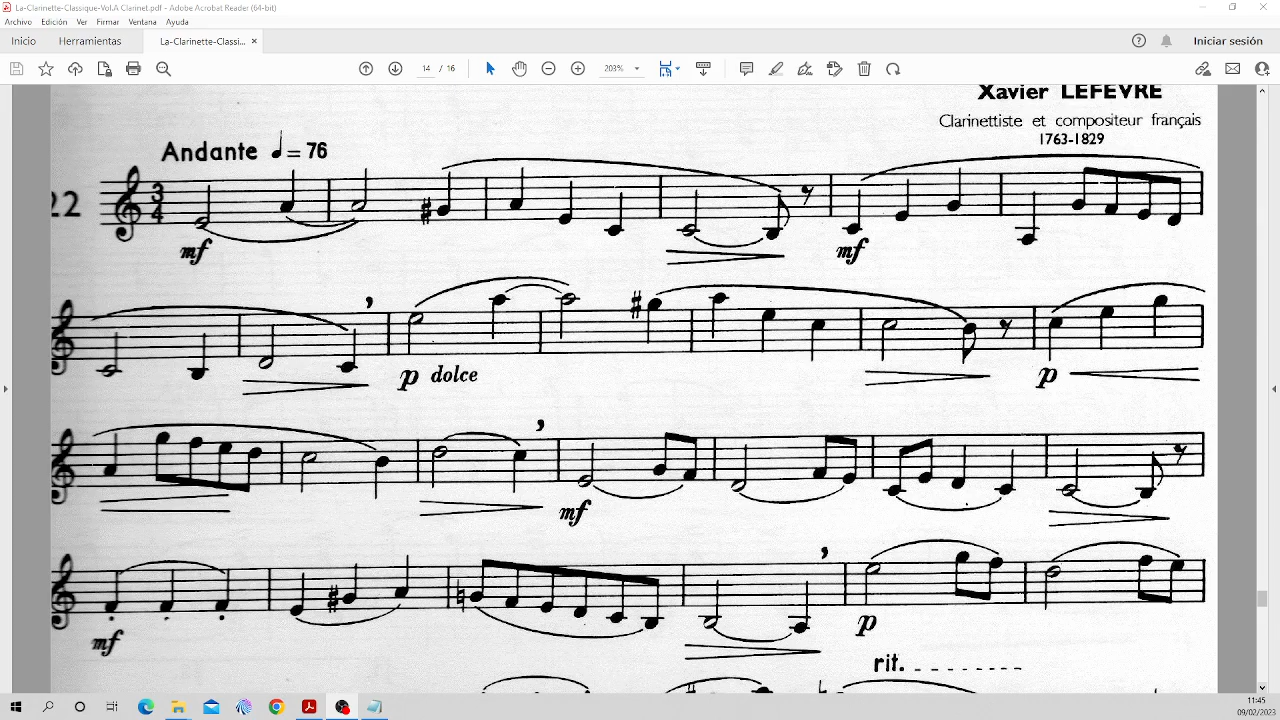 La-Clarinette-Classique-Vol.A Clarinet.pdf - Adobe Acrobat Reader (64-bit)
Archivo Edición Ver Firmar Ventana Ayuda
Inicio Herramientas La-Clarinette-Classi... × Iniciar sesión
14 / 16 203%
Xavier LEFEVRE
Clarinettiste et compositeur français
1763-1829
Andante ♩ = 76
22
3
4
mf mf
p dolce p
mf
mf p
rit.
11:45
09/02/2023